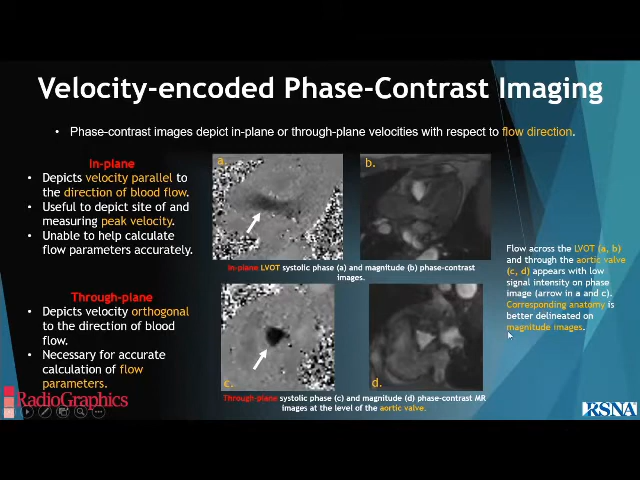 Velocity-encoded Phase-Contrast Imaging
• Phase-contrast images depict in-plane or through-plane velocities with respect to flow direction.
In-plane
• Depicts velocity parallel to
the direction of blood flow.
• Useful to depict site of and
measuring peak velocity.
• Unable to help calculate
flow parameters accurately.
Through-plane
• Depicts velocity orthogonal
to the direction of blood
flow.
• Necessary for accurate
calculation of flow
parameters.
a.
b.
In-plane LVOT systolic phase (a) and magnitude (b) phase-contrast
images.
c.
d.
Through-plane systolic phase (c) and magnitude (d) phase-contrast MR
images at the level of the aortic valve.
Flow across the LVOT (a, b)
and through the aortic valve
(c, d) appears with low
signal intensity on phase
image (arrow in a and c).
Corresponding anatomy is
better delineated on
magnitude images.
RadioGraphics
RSNA